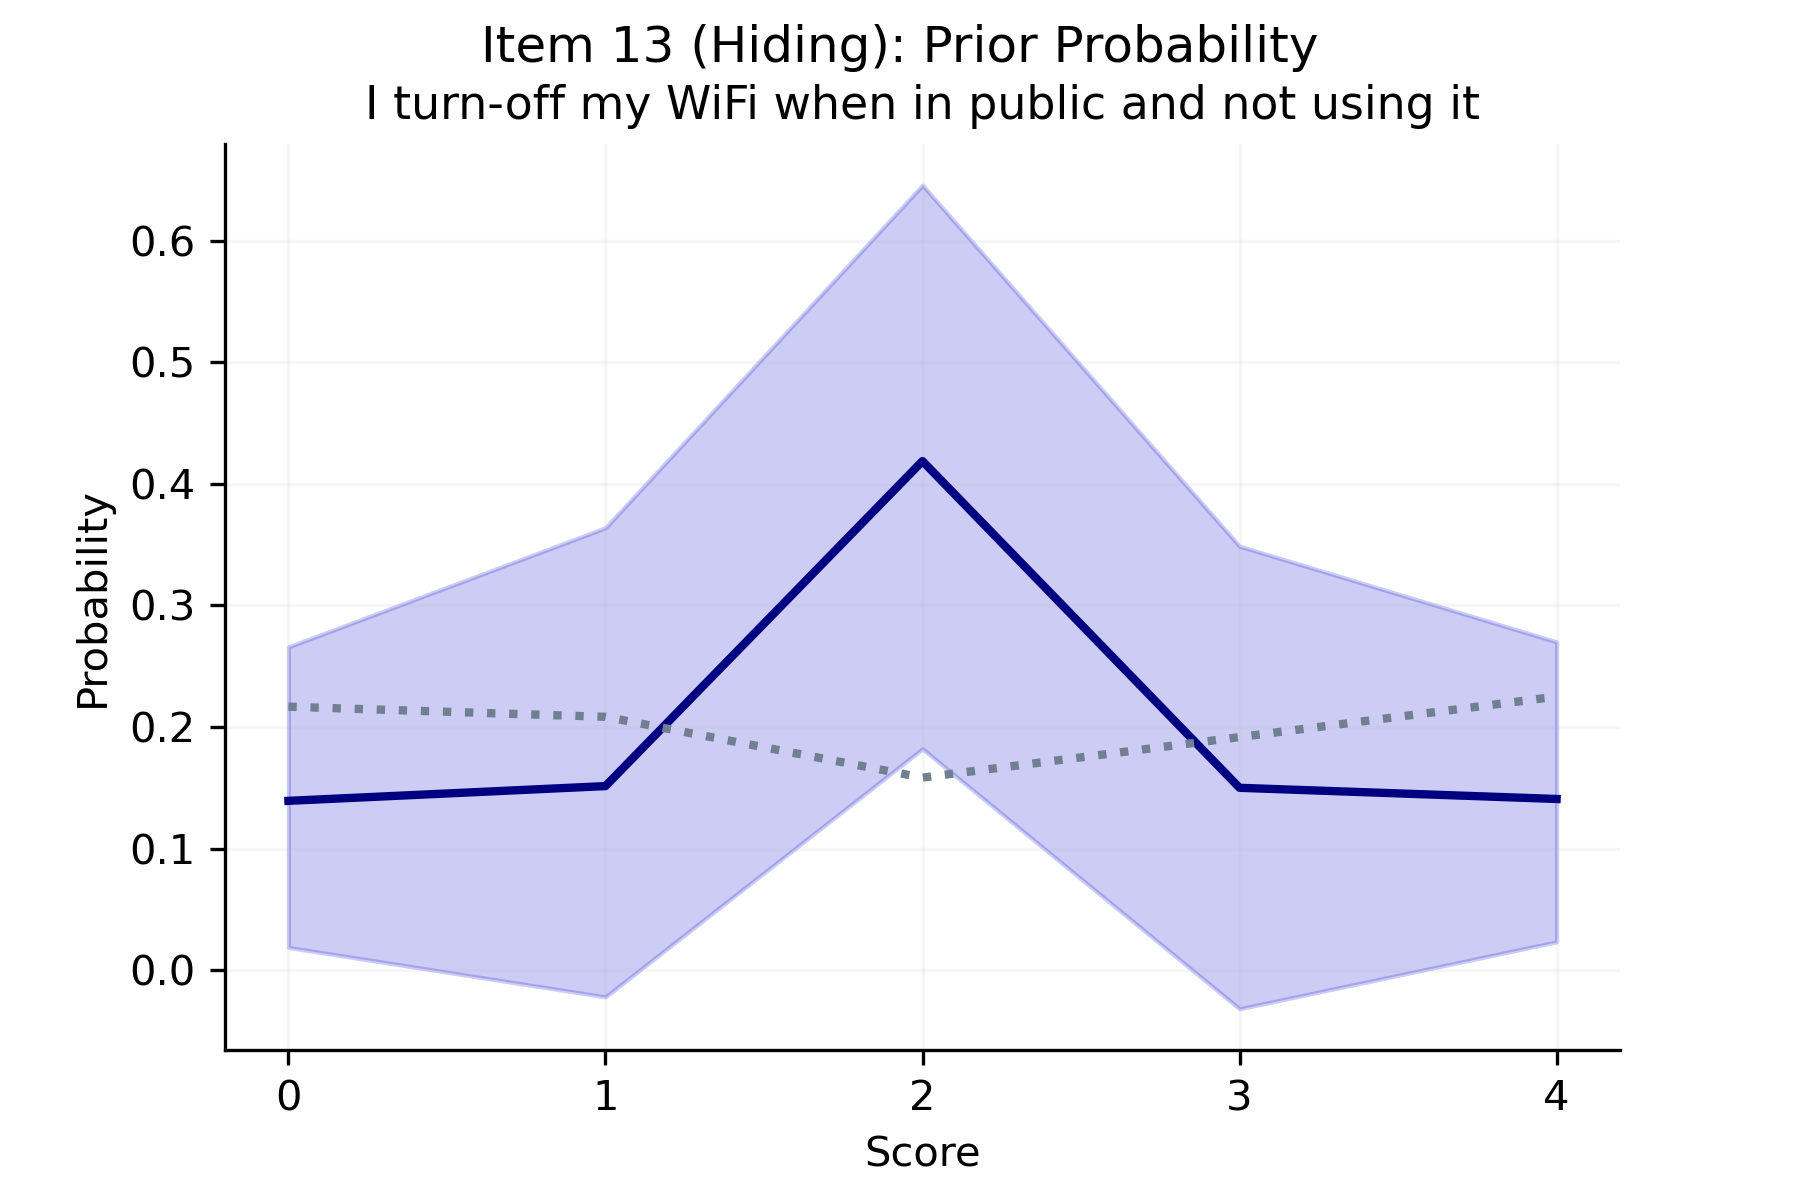 Item 13 (Hiding): Prior Probability
I turn-off my WiFi when in public and not using it
Probability
0.6
0.5
0.4
0.3
0.2
0.1
0.0
0 1 2 3 4
Score